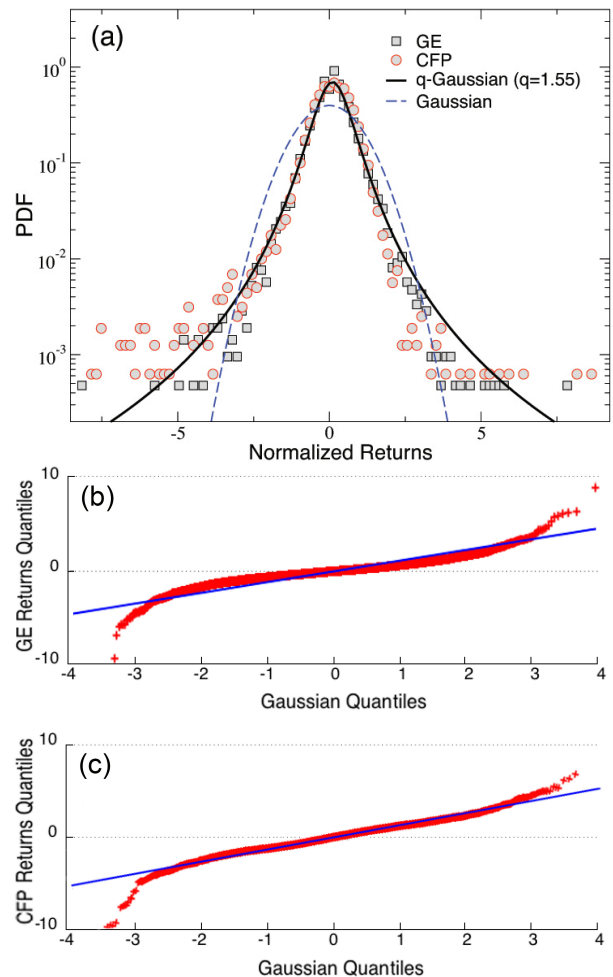 (a)
GE
CFP
q-Gaussian (q=1.55)
Gaussian
10^0
10^-1
10^-2
10^-3
PDF
-5 0 5
Normalized Returns
(b)
10
0
-10
GE Returns Quantiles
-4 -3 -2 -1 0 1 2 3 4
Gaussian Quantiles
(c)
10
0
-10
CFP Returns Quantiles
-4 -3 -2 -1 0 1 2 3 4
Gaussian Quantiles